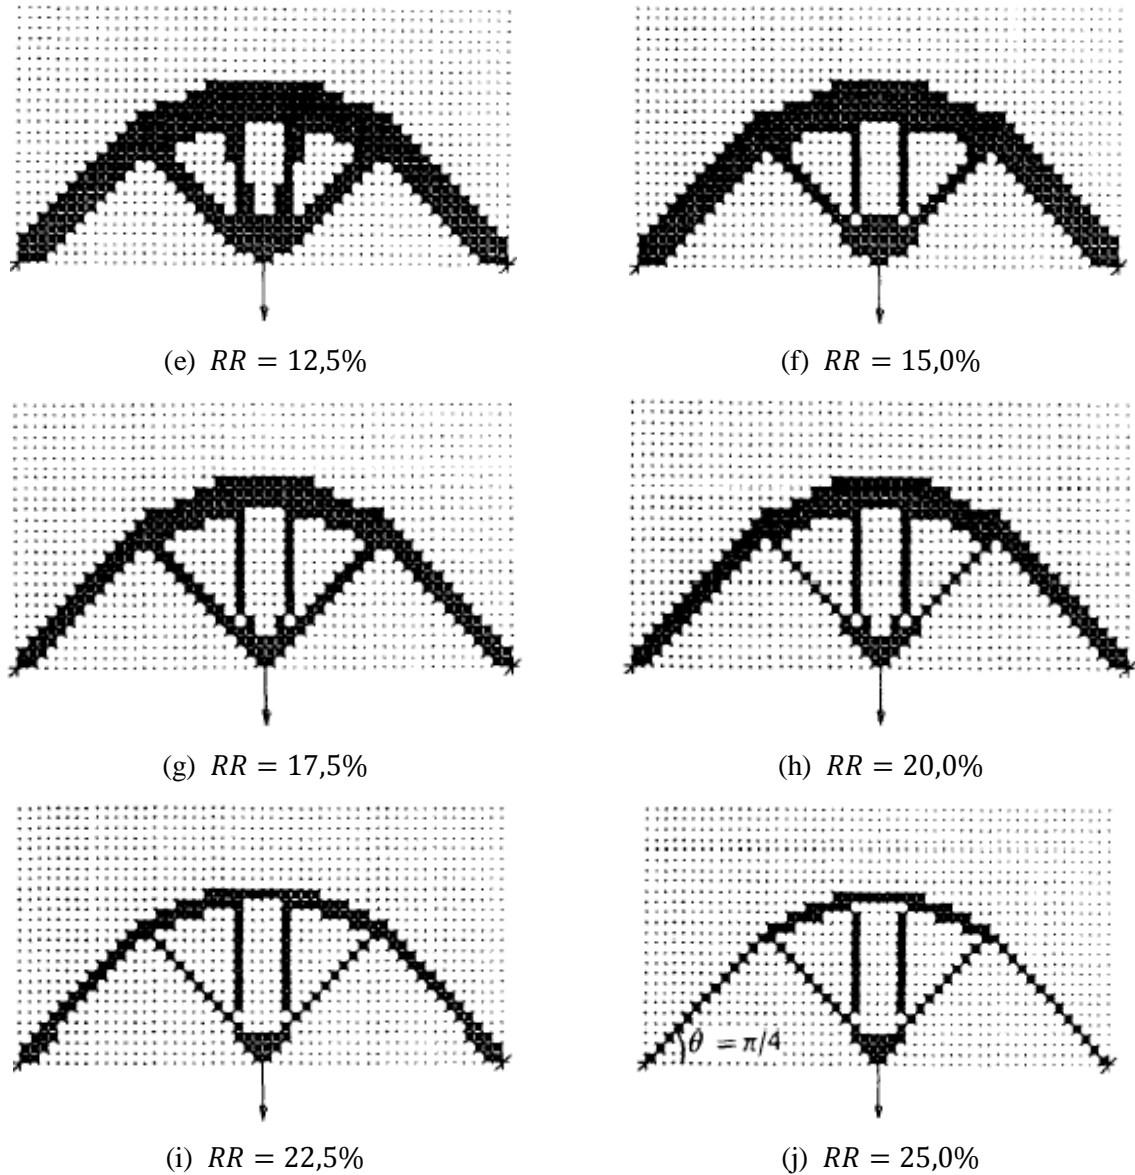 (e) RR = 12,5%
(f) RR = 15,0%
(g) RR = 17,5%
(h) RR = 20,0%
θ = π/4
(i) RR = 22,5%
(j) RR = 25,0%